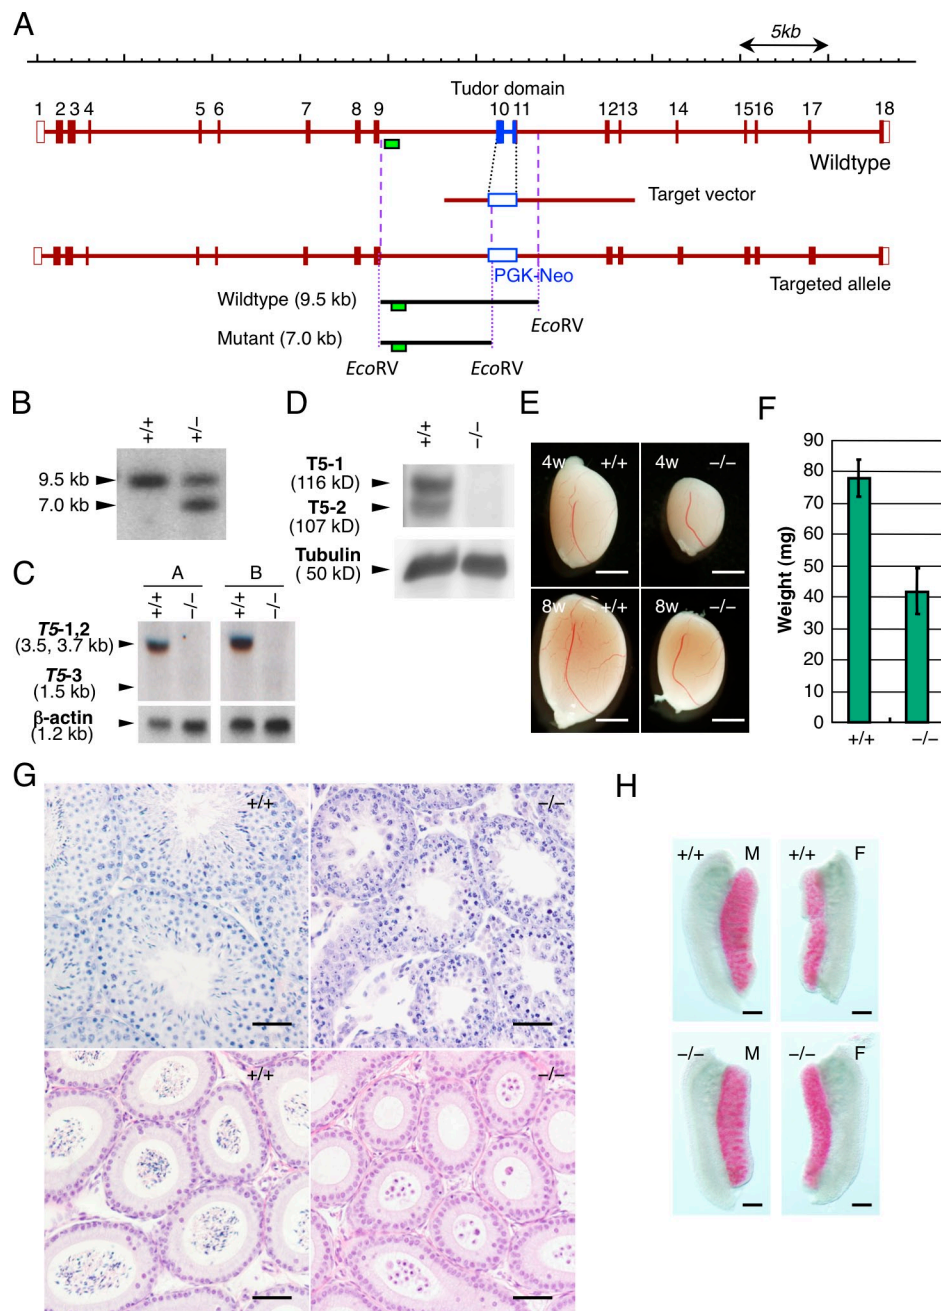 A
5kb
Tudor domain
1 2 3 4 5 6 7 8 9 10 11 12 13 14 15 16 17 18
Wildtype
Target vector
PGK-Neo
Targeted allele
Wildtype (9.5 kb)
EcoRV
Mutant (7.0 kb)
EcoRV EcoRV
B
+/+ +/−
9.5 kb
7.0 kb
C
A B
+/+ −/− +/+ −/−
T5-1,2
(3.5, 3.7 kb)
T5-3
(1.5 kb)
β-actin
(1.2 kb)
D
+/+ −/−
T5-1
(116 kD)
T5-2
(107 kD)
Tubulin
( 50 kD)
E
4w +/+ 4w −/−
8w +/+ 8w −/−
F
Weight (mg)
90
80
70
60
50
40
30
20
10
0
+/+ −/−
G
+/+ −/−
+/+ −/−
H
+/+ M +/+ F
−/− M −/− F